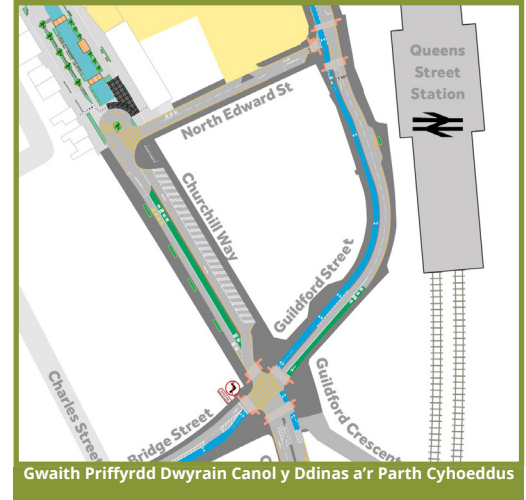 Queens
Street
Station
North Edward St
Churchill Way
Guildford Street
Charles Street
Bridge Street
Guildford Crescent
Gwaith Priffyrdd Dwyrain Canol y Ddinas a'r Parth Cyhoeddus